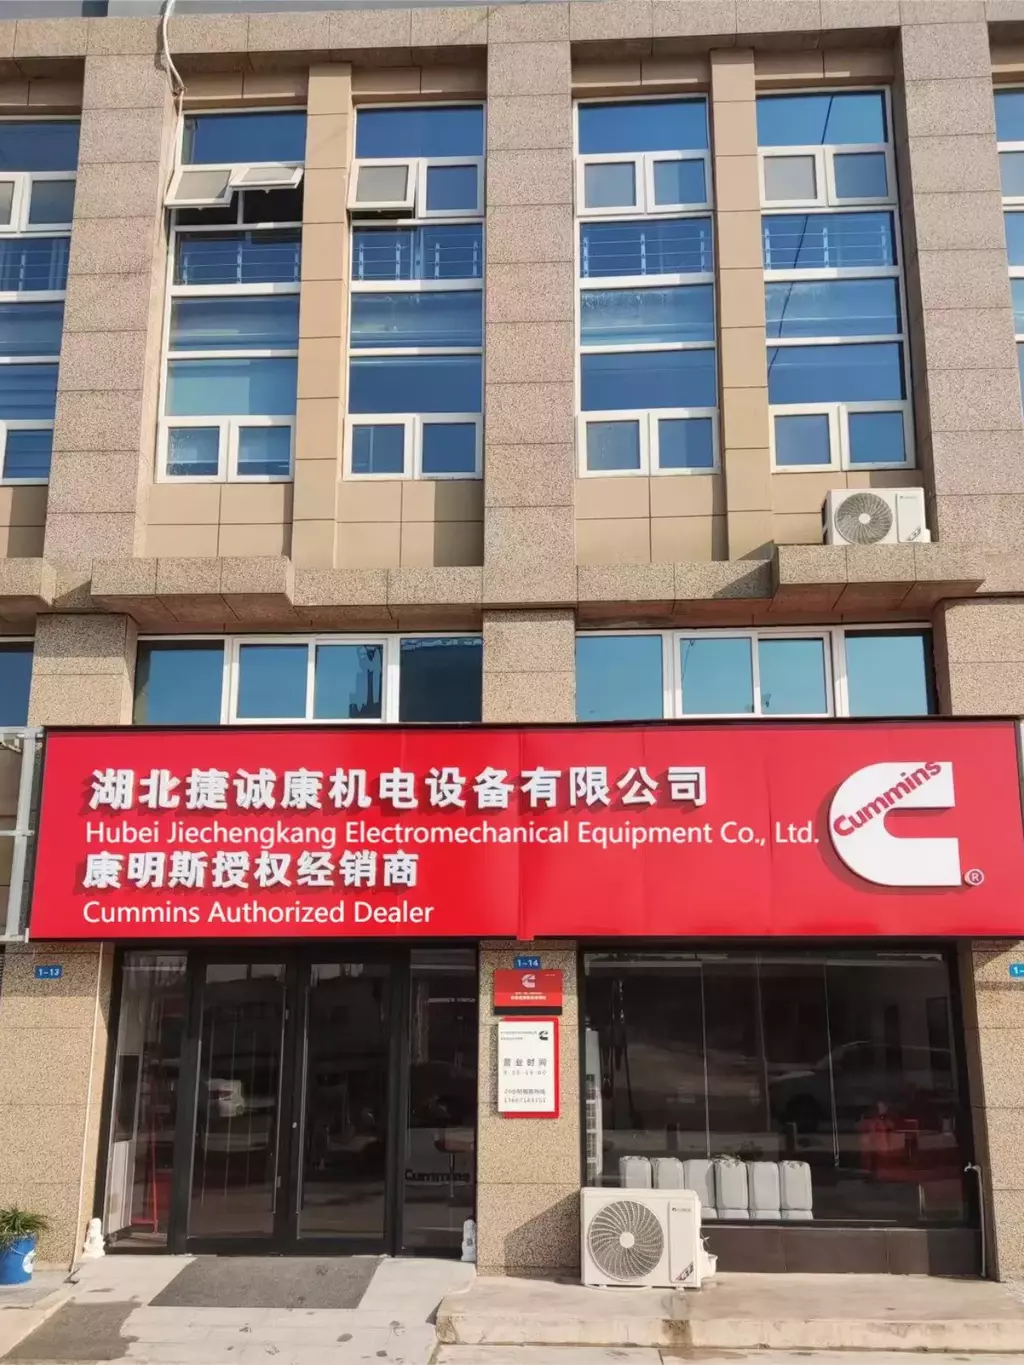 湖北捷诚康机电设备有限公司
Hubei Jiechengkang Electromechanical Equipment Co., Ltd.
康明斯授权经销商
Cummins Authorized Dealer
Cummins
®
1-13
1-14
营业时间
Cummins